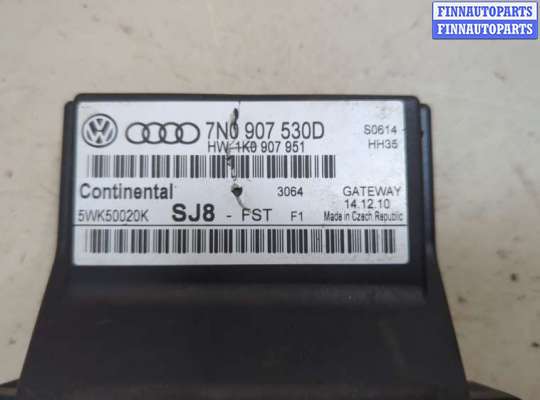 FINNAUTOPARTS
FINNAUTOPARTS
FINNAUTOPARTS
7N0 907 530D
S0614
HW 1K0 907 951
HH35
Continental
3064
GATEWAY
5WK50020K
SJ8 - FST F1
14.12.10
Made in Czech Republic